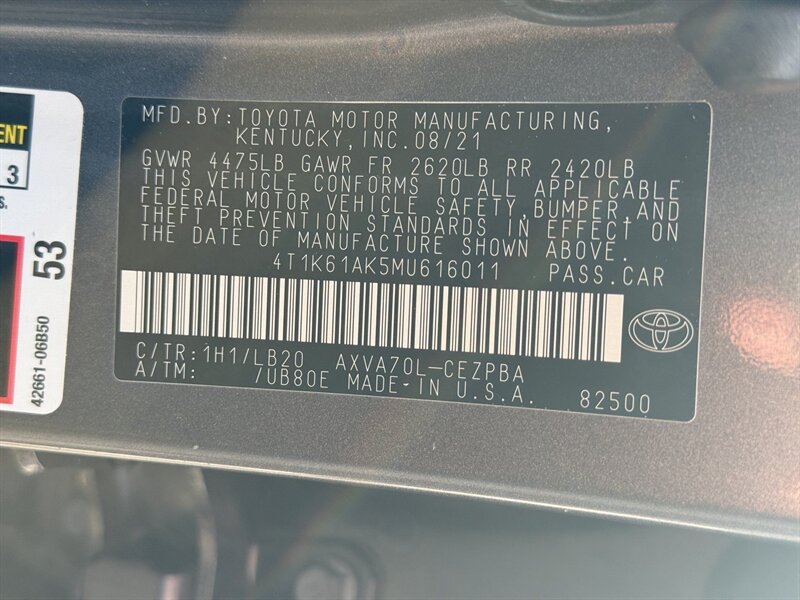 MFD.BY:TOYOTA MOTOR MANUFACTURING,
KENTUCKY,INC.08/21
GVWR 4475LB GAWR FR 2620LB RR 2420LB
THIS VEHICLE CONFORMS TO ALL APPLICABLE
FEDERAL MOTOR VEHICLE SAFETY,BUMPER,AND
THEFT PREVENTION STANDARDS IN EFFECT ON
THE DATE OF MANUFACTURE SHOWN ABOVE.
4T1K61AK5MU616011 PASS.CAR
C/TR:1H1/LB20 AXVA70L-CEZPBA
A/TM: /UB80E MADE-IN U.S.A.
82500
3
53
42661-06B50